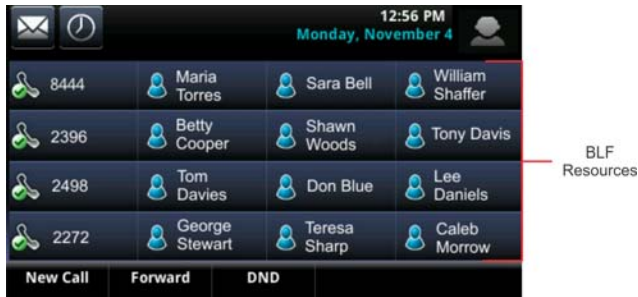 12:56 PM
Monday, November 4
8444
Maria
Torres
Sara Bell
William
Shaffer
2396
Betty
Cooper
Shawn
Woods
Tony Davis
2498
Tom
Davies
Don Blue
Lee
Daniels
2272
George
Stewart
Teresa
Sharp
Caleb
Morrow
BLF
Resources
New Call
Forward
DND